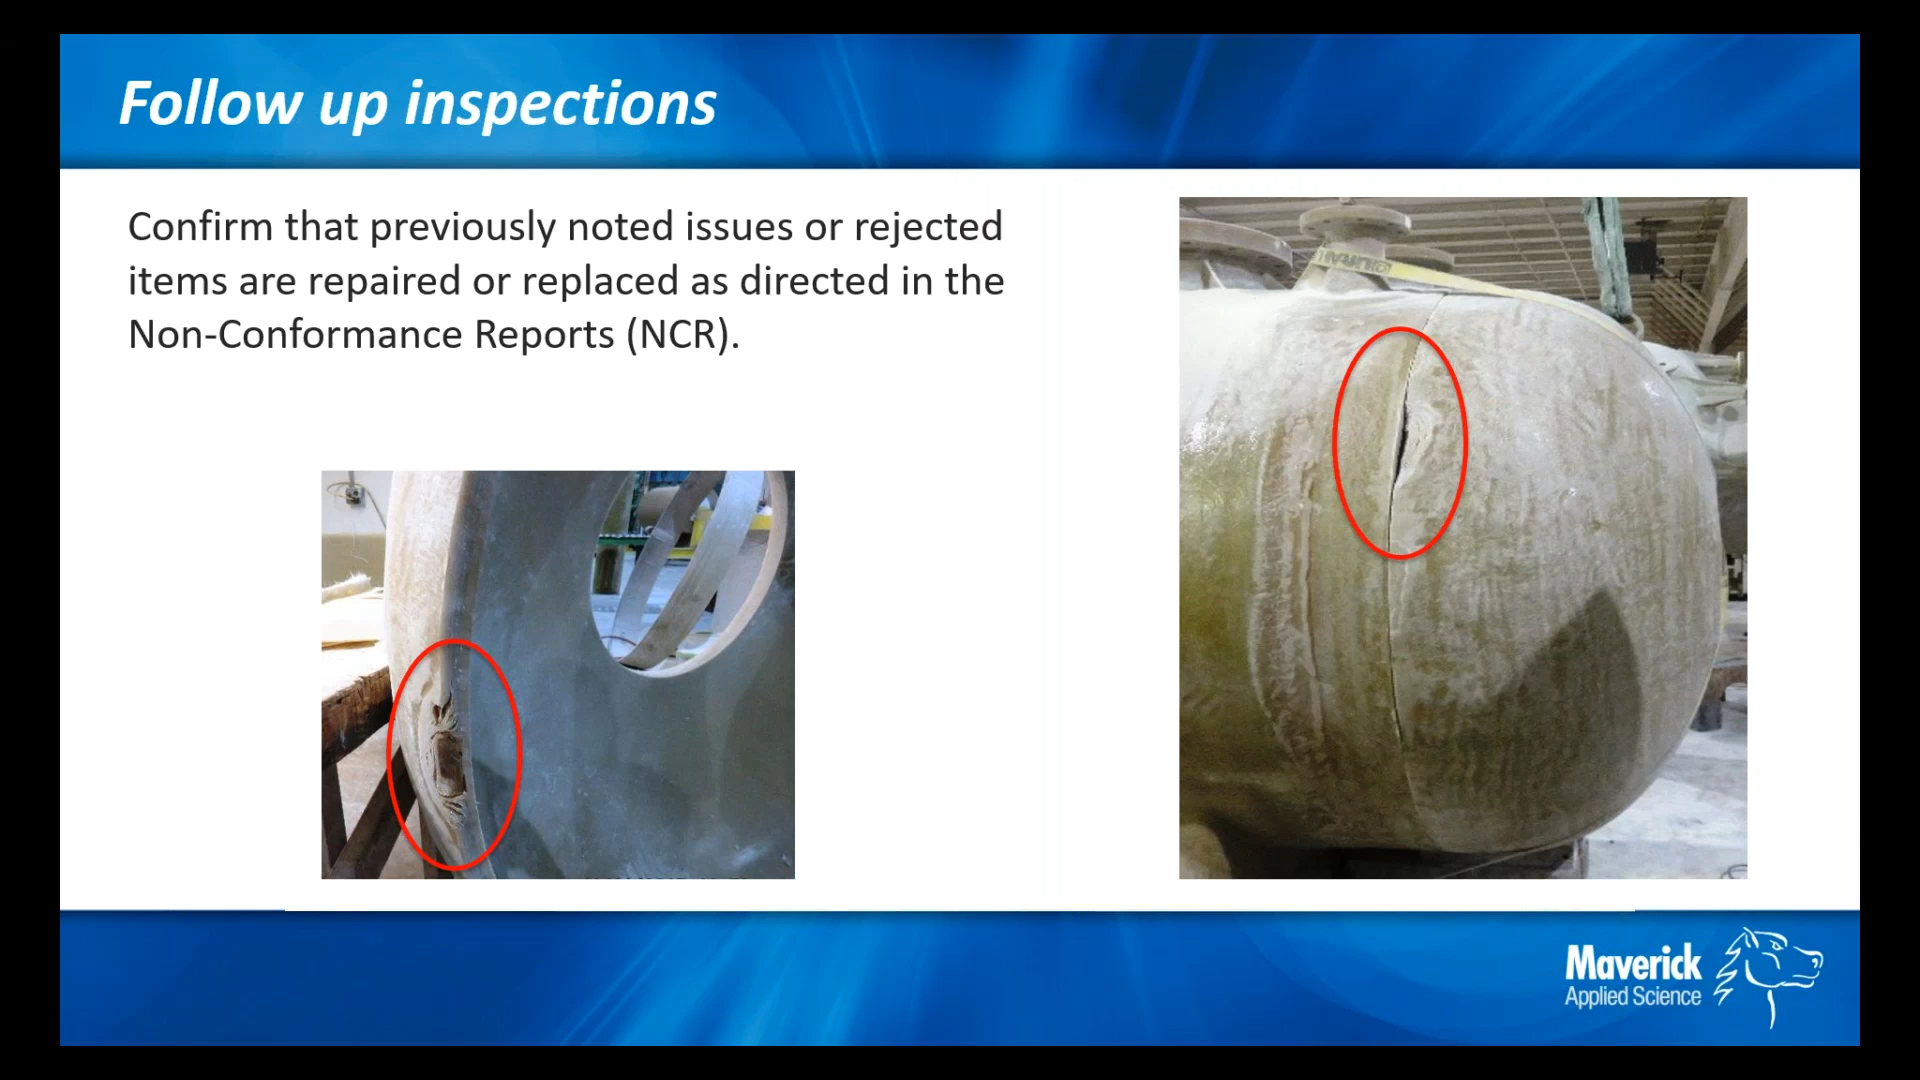 Follow up inspections
Confirm that previously noted issues or rejected
items are repaired or replaced as directed in the
Non-Conformance Reports (NCR).
Maverick
Applied Science